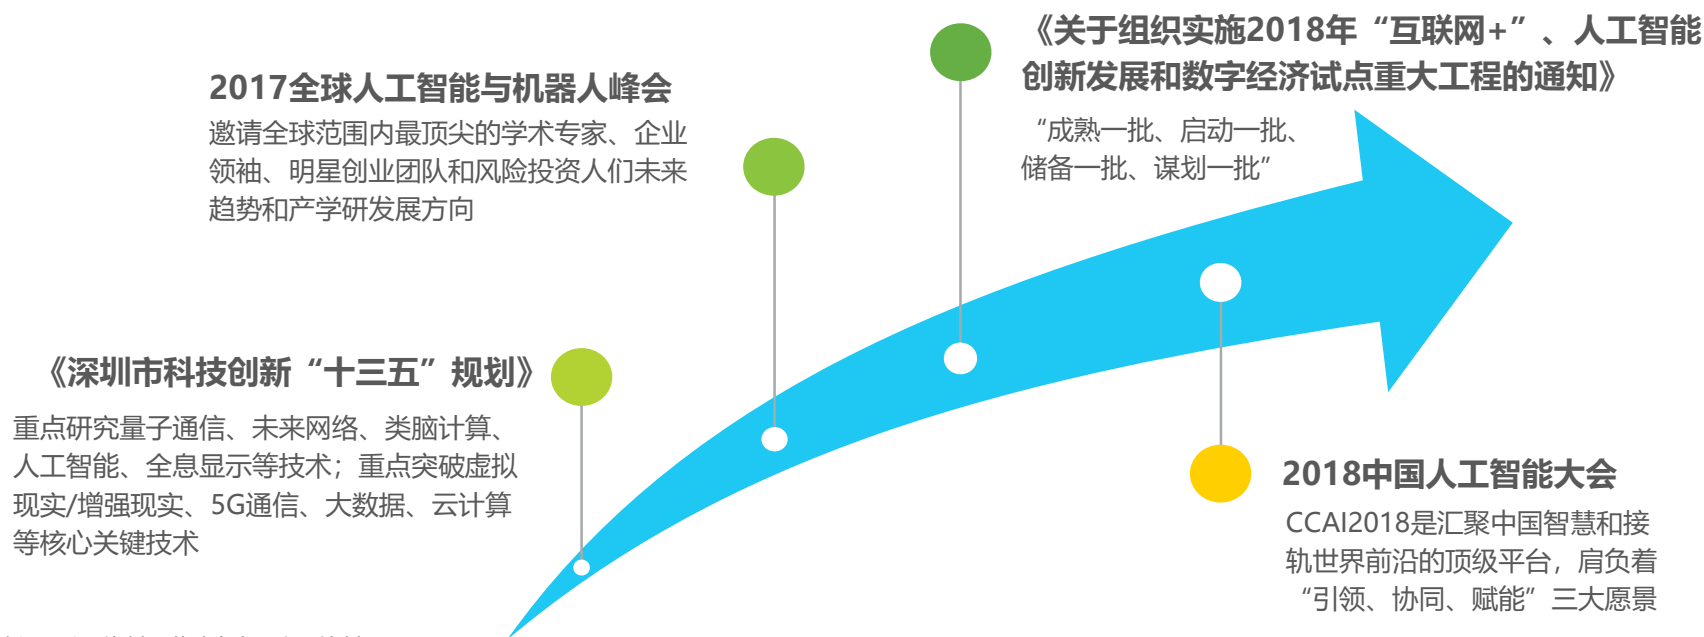 《关于组织实施2018年“互联网+”、人工智能
创新发展和数字经济试点重大工程的通知》
“成熟一批、启动一批、
储备一批、谋划一批”
2017全球人工智能与机器人峰会
邀请全球范围内最顶尖的学术专家、企业
领袖、明星创业团队和风险投资人们未来
趋势和产学研发展方向
《深圳市科技创新“十三五”规划》
重点研究量子通信、未来网络、类脑计算、
人工智能、全息显示等技术；重点突破虚拟
现实/增强现实、5G通信、大数据、云计算
等核心关键技术
2018中国人工智能大会
CCAI2018是汇聚中国智慧和接
轨世界前沿的顶级平台，肩负着
“引领、协同、赋能”三大愿景